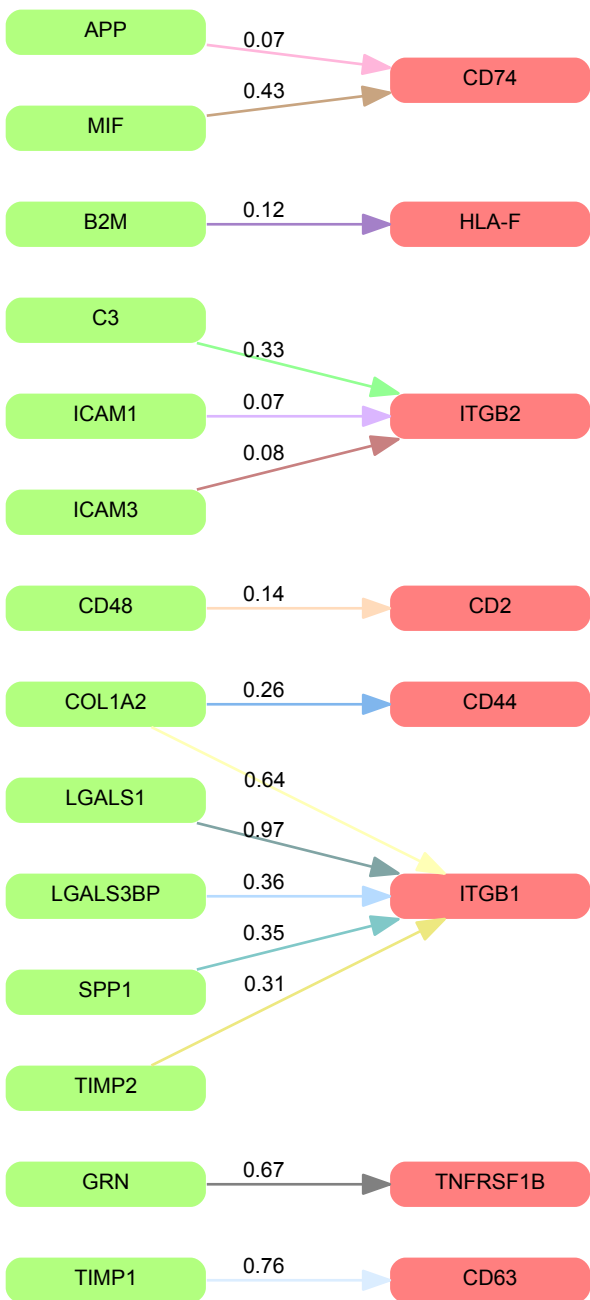 APP
0.07
CD74
MIF
0.43
B2M
0.12
HLA-F
C3
0.33
ICAM1
0.07
ITGB2
ICAM3
0.08
CD48
0.14
CD2
COL1A2
0.26
CD44
0.64
LGALS1
0.97
LGALS3BP
0.36
ITGB1
SPP1
0.35
0.31
TIMP2
GRN
0.67
TNFRSF1B
TIMP1
0.76
CD63